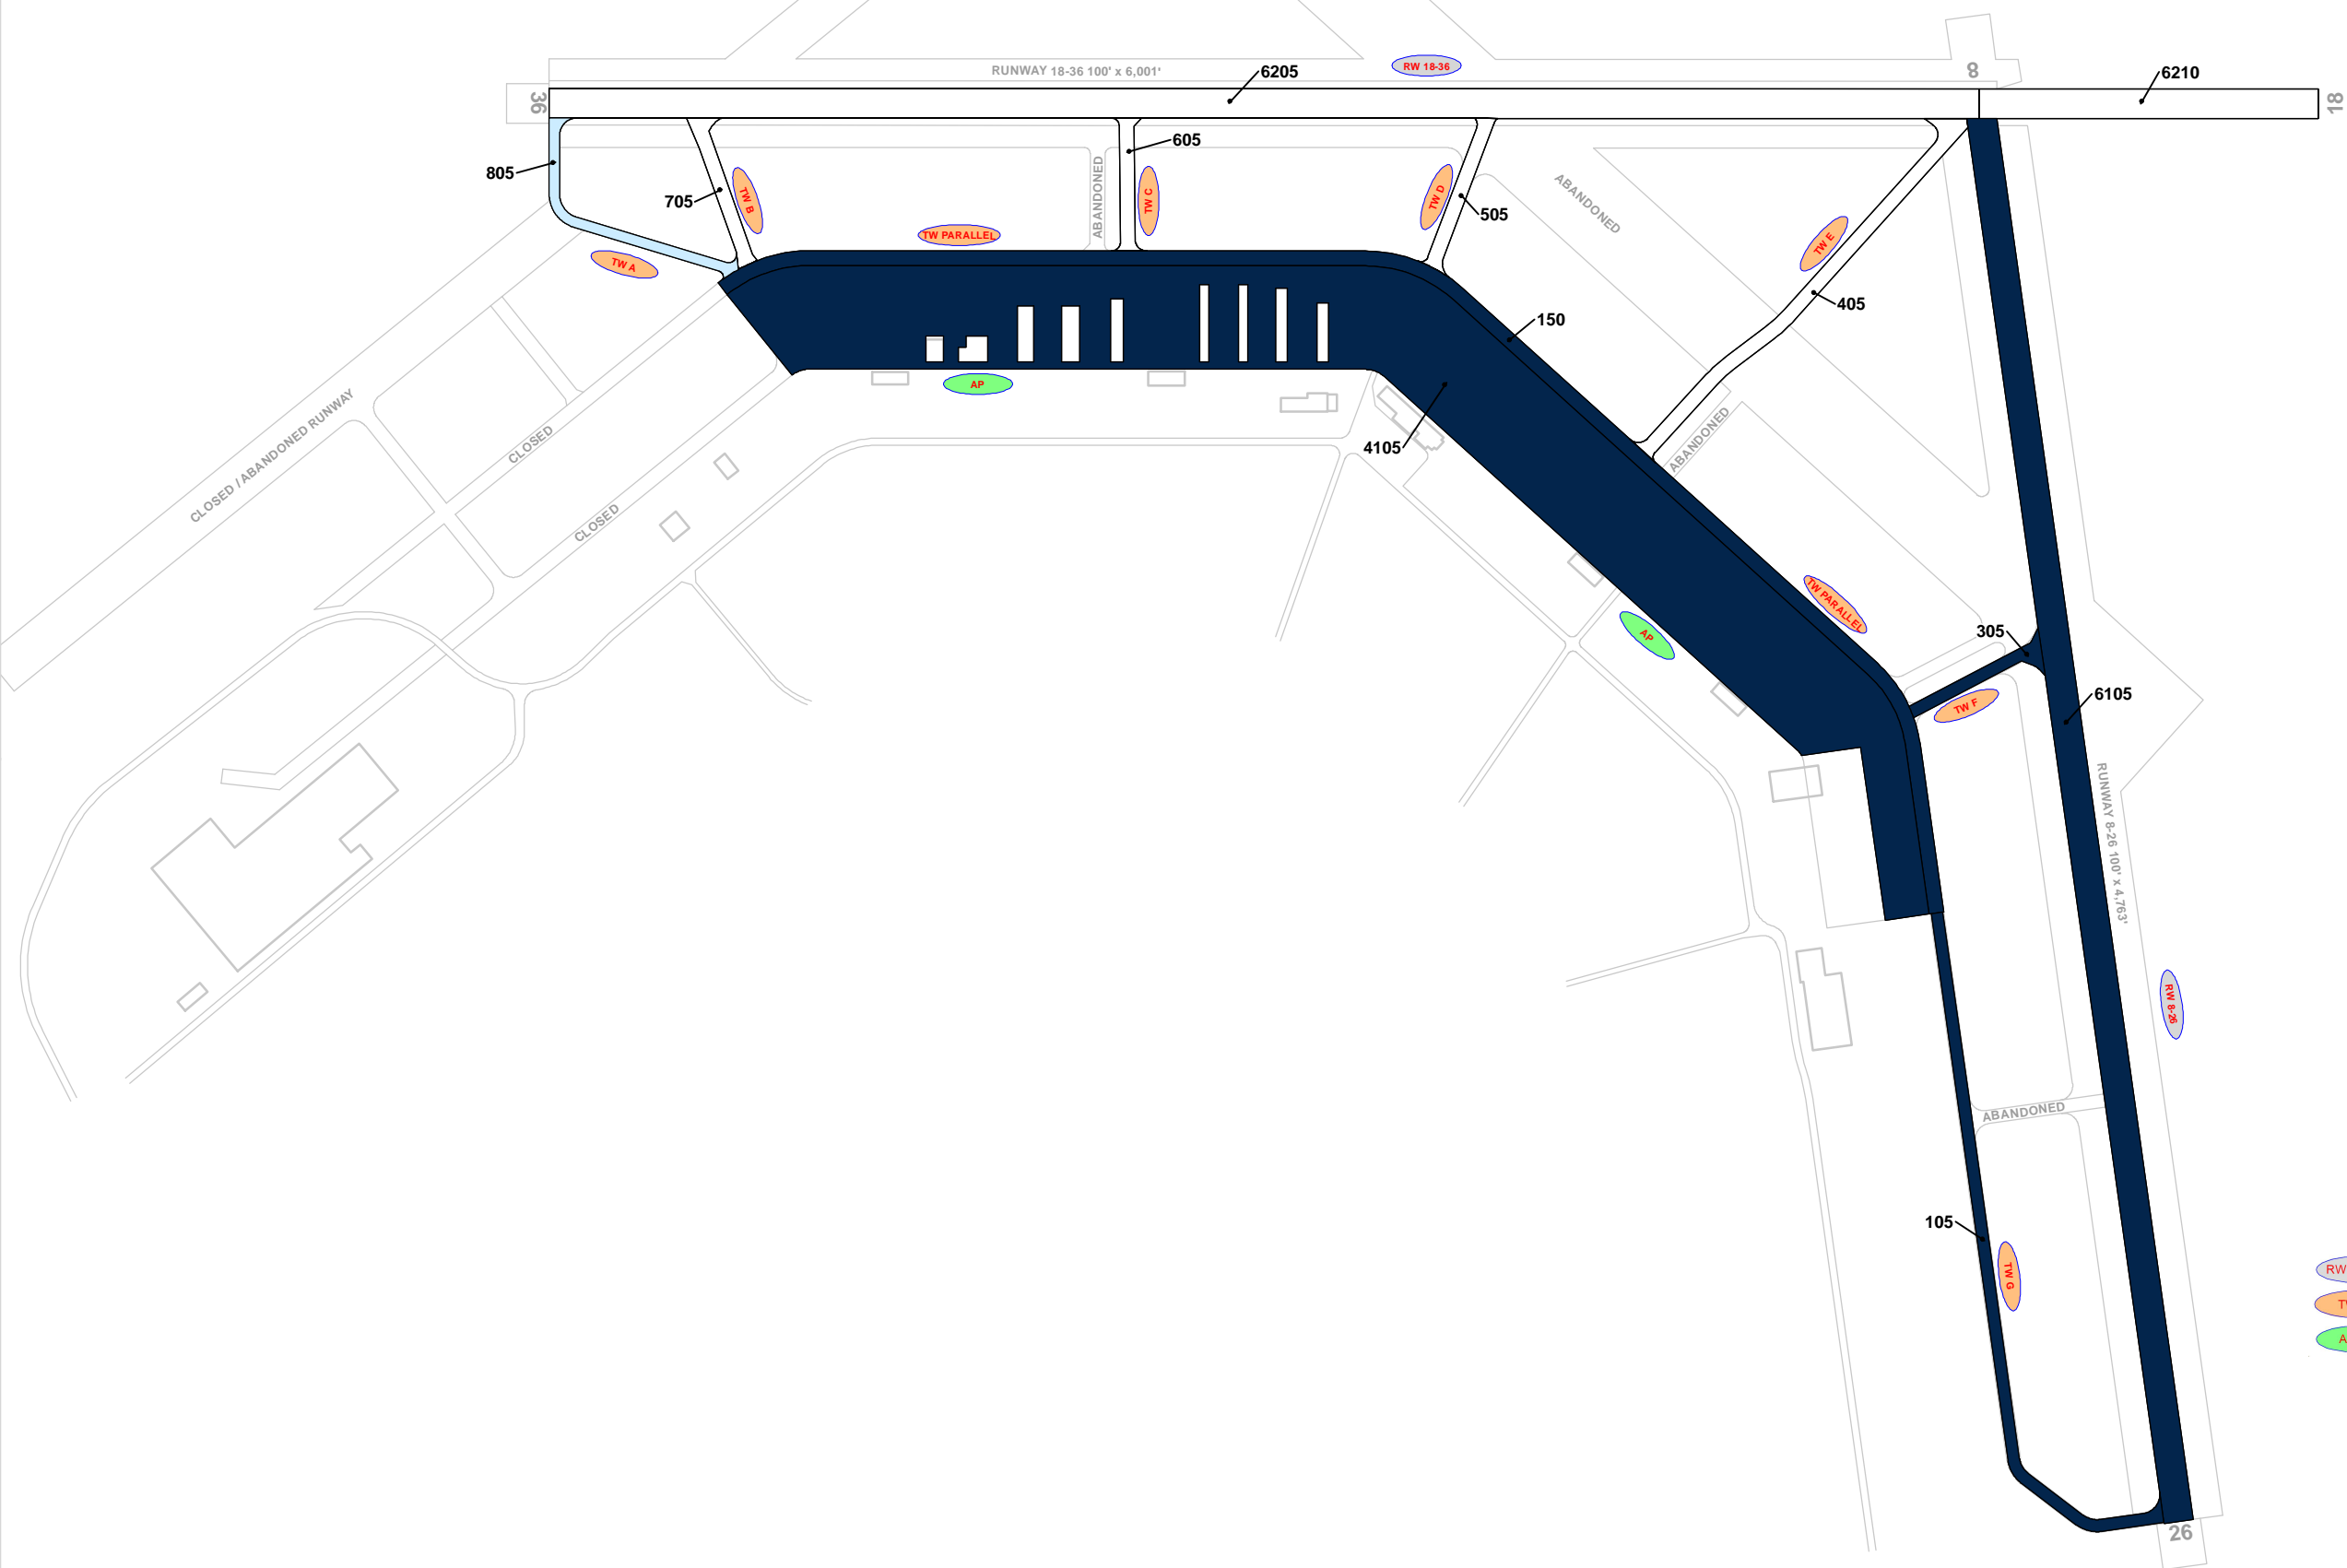 RW 18-36
8
RUNWAY 18-36 100' x 6,001'
6205
6210
36
18
605
ABANDONED
805
705
TW B
TW C
TW D
505
ABANDONED
TW PARALLEL
TW E
TW A
405
150
AP
CLOSED / ABANDONED RUNWAY
CLOSED
ABANDONED
4105
CLOSED
TW PARALLEL
305
AP
TW F
6105
RUNWAY 8-26 100' x 4,763'
RW 8-26
ABANDONED
105
TW G
RW
26